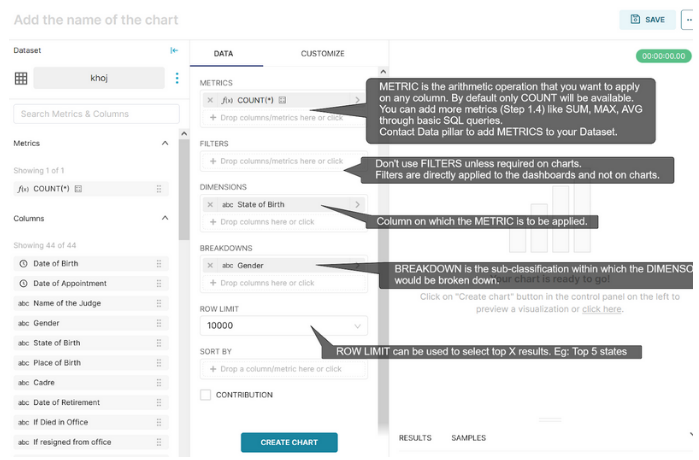 Add the name of the chart
SAVE
Dataset
khoj
Search Metrics & Columns
Metrics
Showing 1 of 1
f(x) COUNT(*)
Columns
Showing 44 of 44
Date of Birth
Date of Appointment
abc Name of the Judge
abc Gender
abc State of Birth
abc Place of Birth
abc Cadre
abc Date of Retirement
abc If Died in Office
abc If resigned from office
DATA
CUSTOMIZE
METRICS
f(x) COUNT(*)
+ Drop columns/metrics here or click
FILTERS
+ Drop columns/metrics here or click
DIMENSIONS
abc State of Birth
+ Drop columns here or click
BREAKDOWNS
abc Gender
+ Drop columns here or click
ROW LIMIT
10000
SORT BY
+ Drop a column/metric here or click
CONTRIBUTION
CREATE CHART
00:00:00.00
METRIC is the arithmetic operation that you want to apply
on any column. By default only COUNT will be available.
You can add more metrics (Step 1.4) like SUM, MAX, AVG
through basic SQL queries.
Contact Data pillar to add METRICS to your Dataset.
Don't use FILTERS unless required on charts.
Filters are directly applied to the dashboards and not on charts.
Column on which the METRIC is to be applied.
BREAKDOWN is the sub-classification within which the DIMENSO
would be broken down.
ur chart is ready to go!
Click on "Create chart" button in the control panel on the left to
preview a visualization or click here.
ROW LIMIT can be used to select top X results. Eg: Top 5 states
RESULTS
SAMPLES